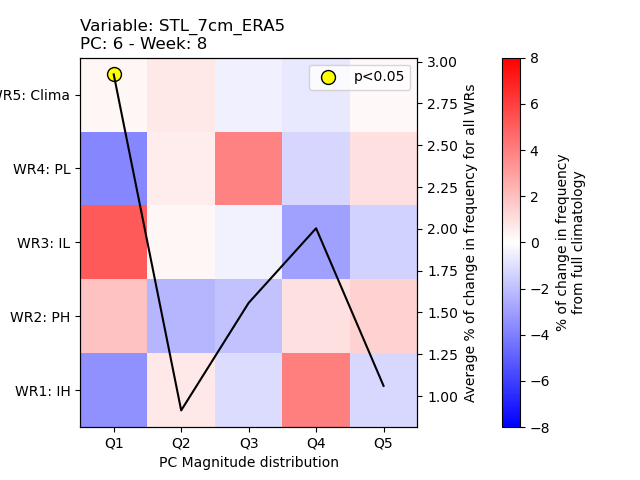 Variable: STL_7cm_ERA5
PC: 6 - Week: 8
p<0.05
WR5: Clima
WR4: PL
WR3: IL
WR2: PH
WR1: IH
Q1 Q2 Q3 Q4 Q5
PC Magnitude distribution
3.00
2.75
2.50
2.25
2.00
1.75
1.50
1.25
1.00
Average % of change in frequency for all WRs
8
6
4
2
0
−2
−4
−6
−8
% of change in frequency
from full climatology